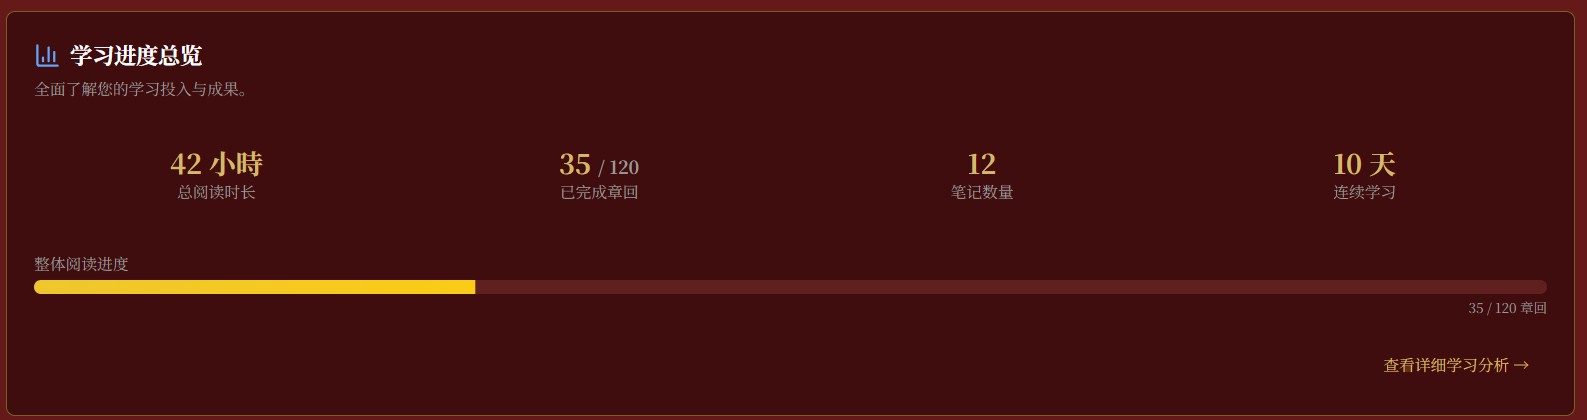 学习进度总览
全面了解您的学习投入与成果。
42 小時
总阅读时长
35 / 120
已完成章回
12
笔记数量
10 天
连续学习
整体阅读进度
35 / 120 章回
查看详细学习分析 →